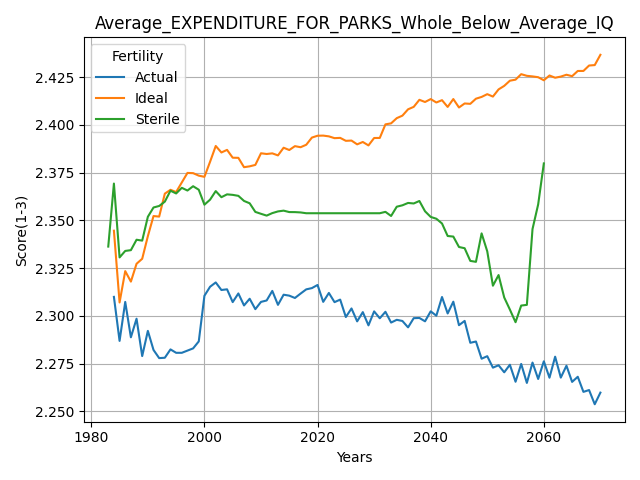 Average_EXPENDITURE_FOR_PARKS_Whole_Below_Average_IQ
Fertility
Actual
Ideal
Sterile
Score(1-3)
2.425
2.400
2.375
2.350
2.325
2.300
2.275
2.250
1980
2000
2020
2040
2060
Years